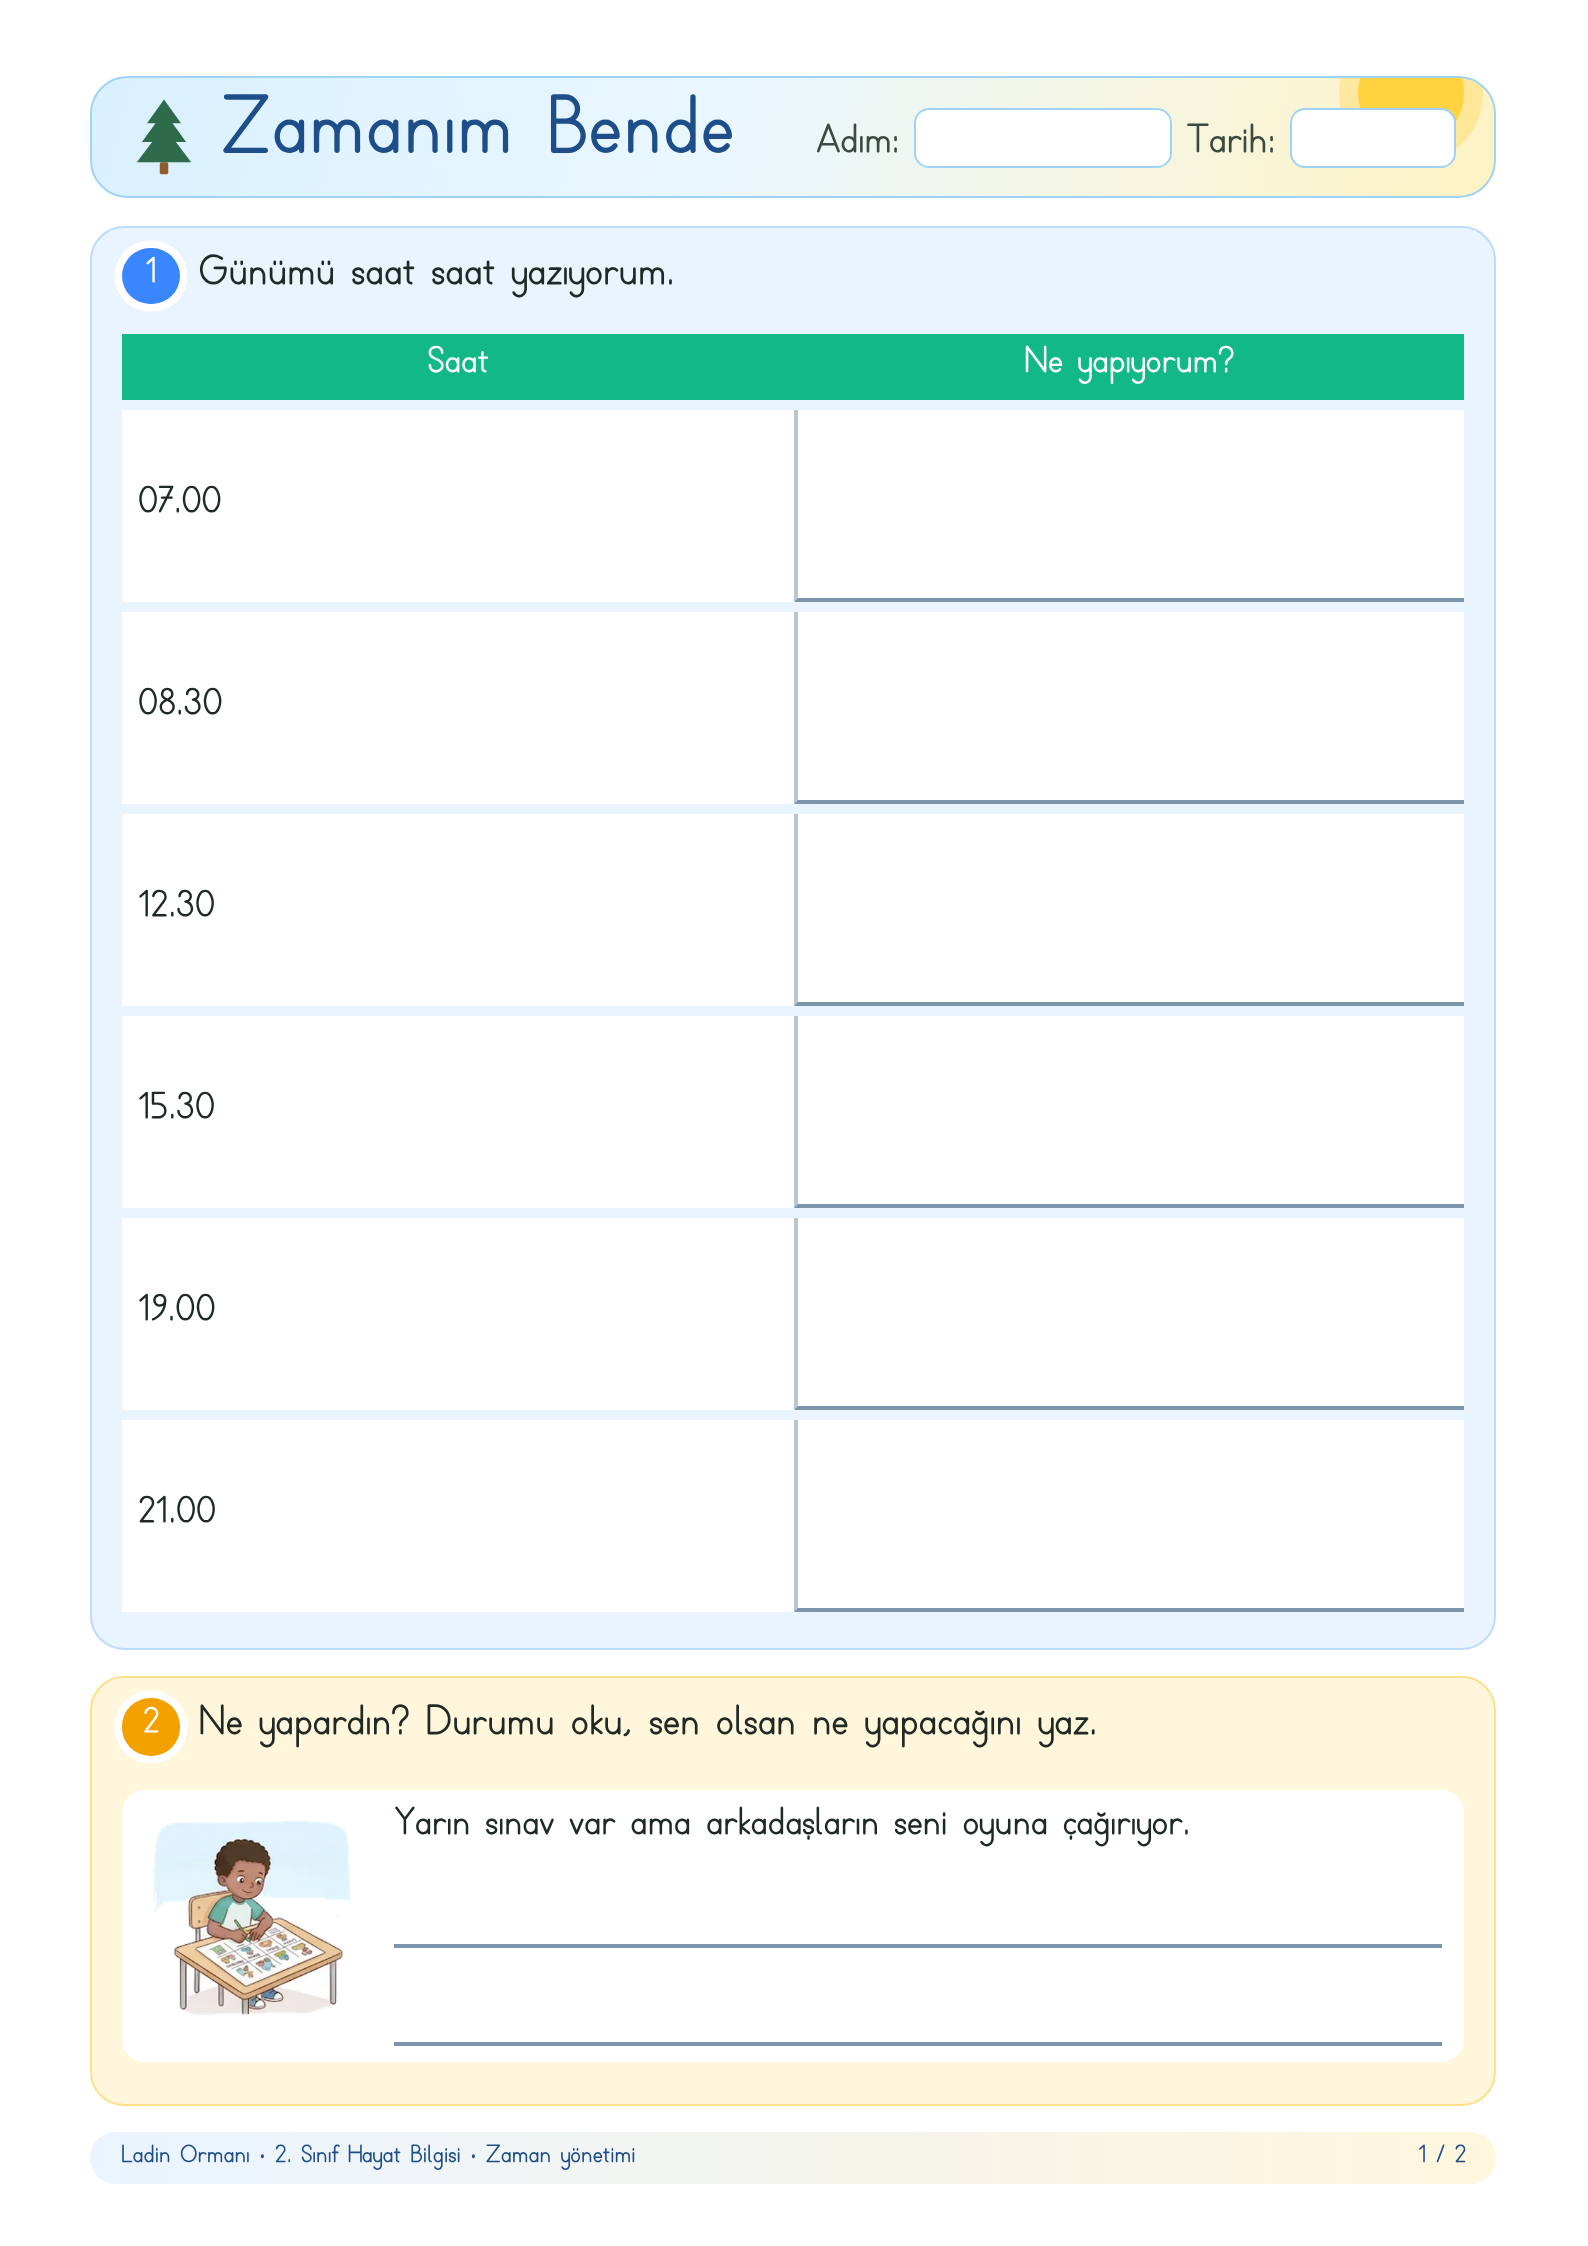 Zamanım Bende
Adım:
Tarih:
1 Günümü saat saat yazıyorum.
Saat Ne yapıyorum?
07.00
08.30
12.30
15.30
19.00
21.00
2 Ne yapardın? Durumu oku, sen olsan ne yapacağını yaz.
Yarın sınav var ama arkadaşların seni oyuna çağırıyor.
Ladin Ormanı • 2. Sınıf Hayat Bilgisi • Zaman yönetimi 1 / 2